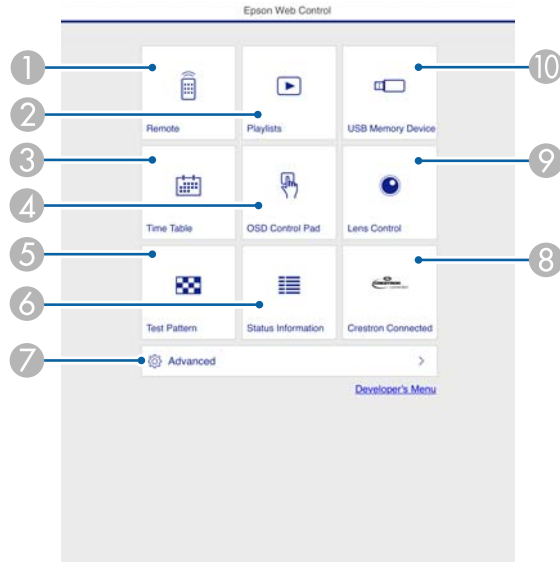 Epson Web Control
1
10
2
Remote
Playlists
USB Memory Device
3
9
4
Time Table
OSD Control Pad
Lens Control
5
8
6
CRESTRON
Test Pattern
Status Information
Crestron Connected
7
Advanced
Developer's Menu